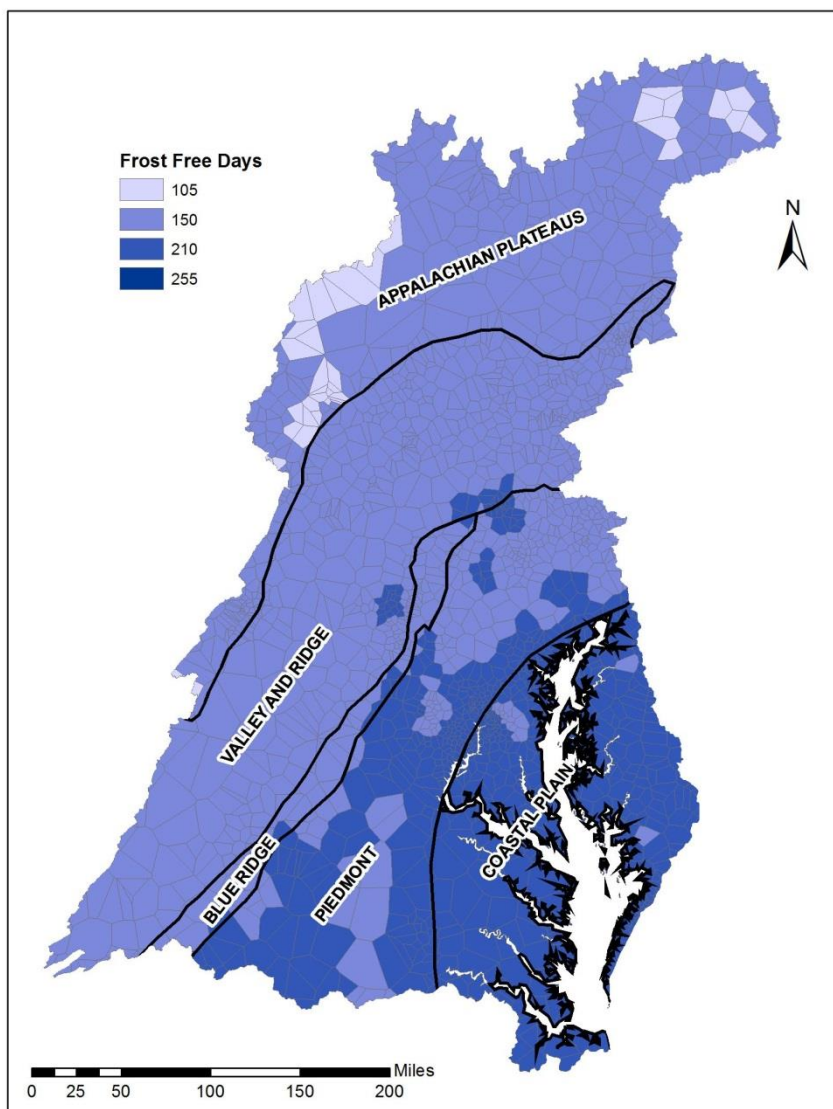 Frost Free Days
105
150
210
255
N
APPALACHIAN PLATEAUS
VALLEY AND RIDGE
BLUE RIDGE
PIEDMONT
COASTAL PLAIN
Miles
0 25 50 100 150 200